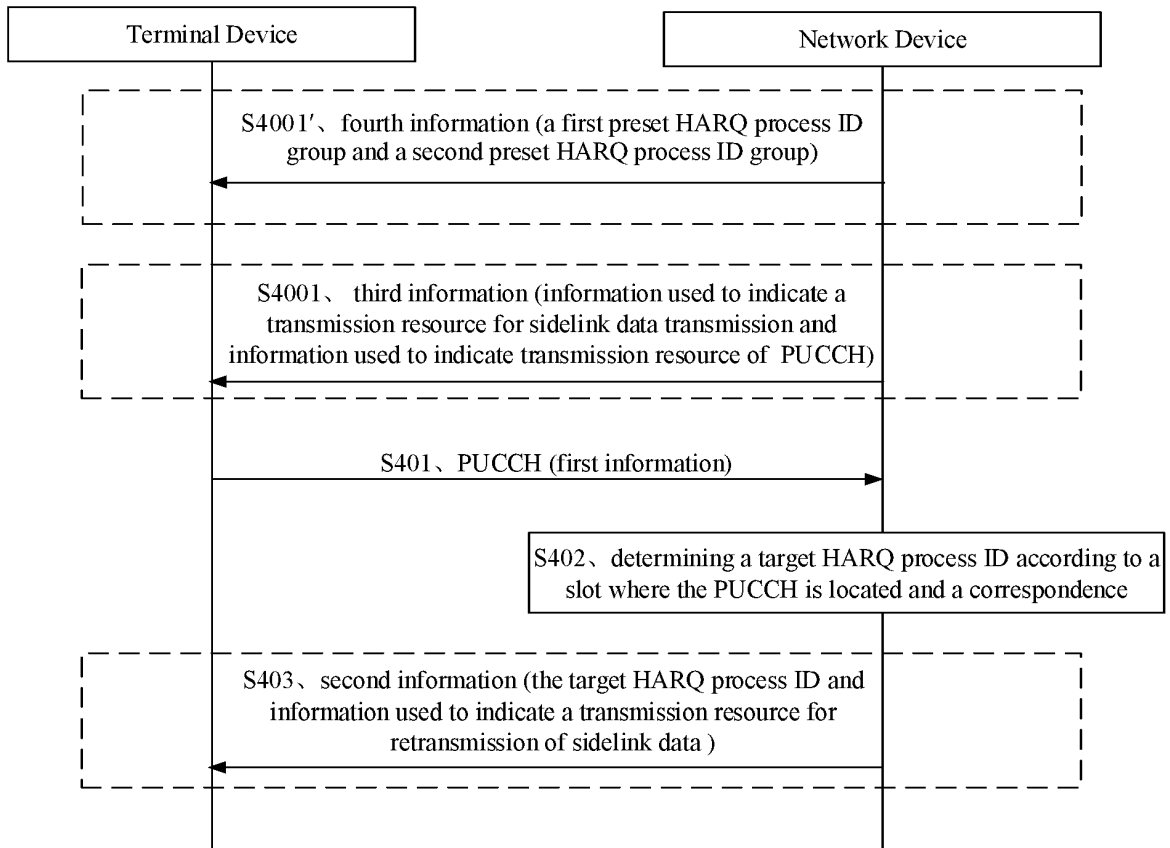 Terminal Device
Network Device
S4001′、fourth information (a first preset HARQ process ID
group and a second preset HARQ process ID group)
S4001、 third information (information used to indicate a
transmission resource for sidelink data transmission and
information used to indicate transmission resource of PUCCH)
S401、PUCCH (first information)
S402、determining a target HARQ process ID according to a
slot where the PUCCH is located and a correspondence
S403、second information (the target HARQ process ID and
information used to indicate a transmission resource for
retransmission of sidelink data )